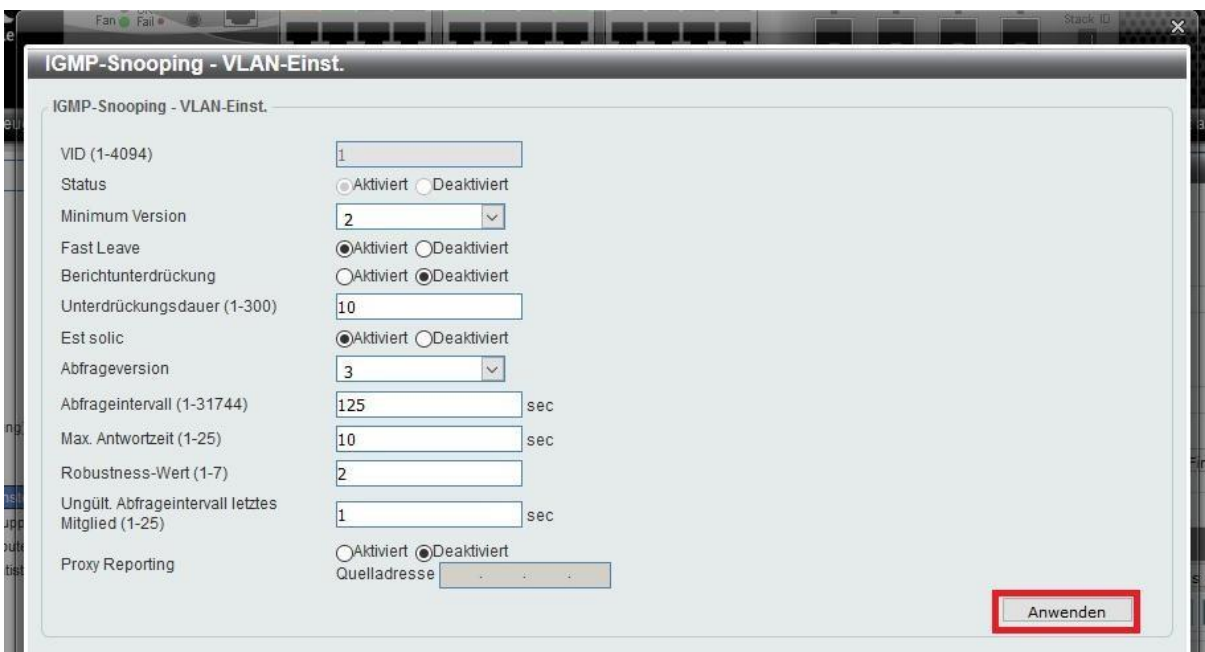 Fan Fail
Stack ID
IGMP-Snooping - VLAN-Einst.
IGMP-Snooping - VLAN-Einst.
VID (1-4094) 1
Status Aktiviert Deaktiviert
Minimum Version 2
Fast Leave Aktiviert Deaktiviert
Berichtunterdrückung Aktiviert Deaktiviert
Unterdrückungsdauer (1-300) 10
Est solic Aktiviert Deaktiviert
Abfrageversion 3
Abfrageintervall (1-31744) 125 sec
Max. Antwortzeit (1-25) 10 sec
Robustness-Wert (1-7) 2
Ungült. Abfrageintervall letztes
Mitglied (1-25) 1 sec
Proxy Reporting Aktiviert Deaktiviert
Quelladresse . . .
Anwenden